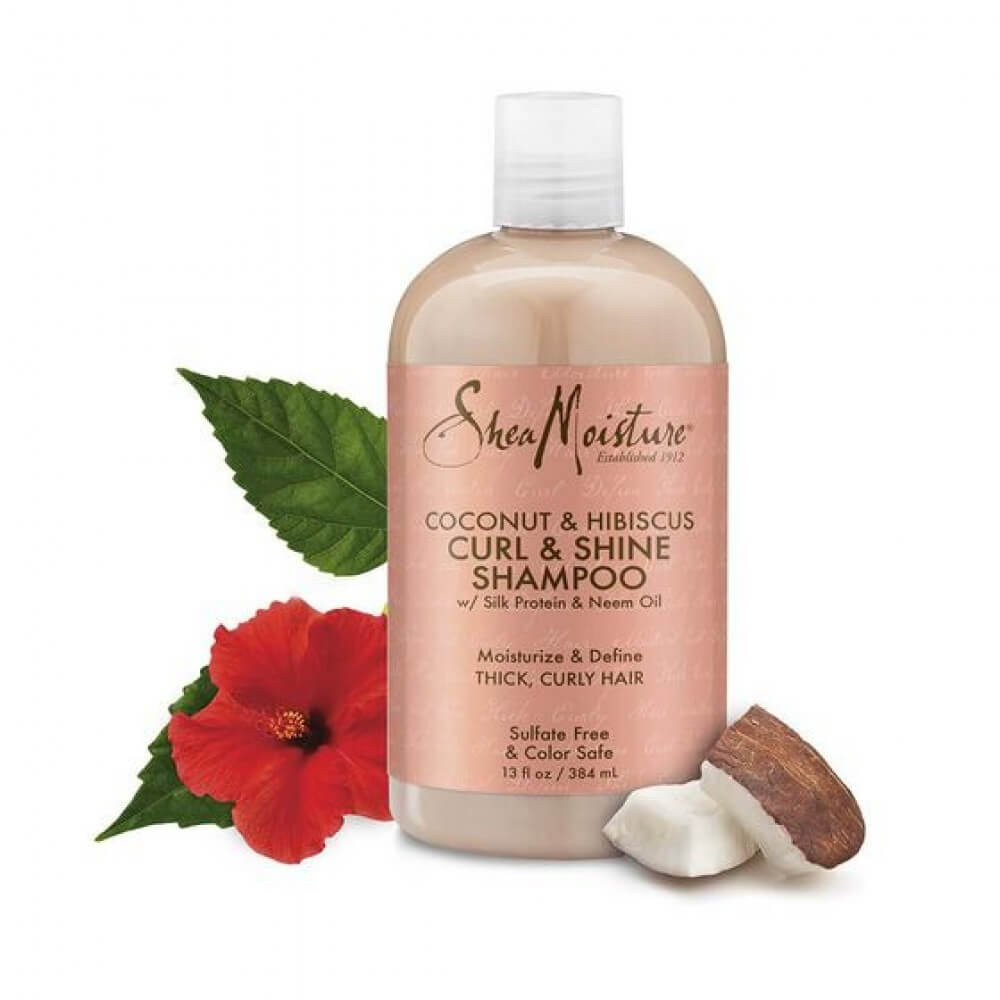 SheaMoisture®
Established 1912
COCONUT & HIBISCUS
CURL & SHINE
SHAMPOO
w/ Silk Protein & Neem Oil
Moisturize & Define
THICK, CURLY HAIR
Sulfate Free
& Color Safe
13 fl oz / 384 mL